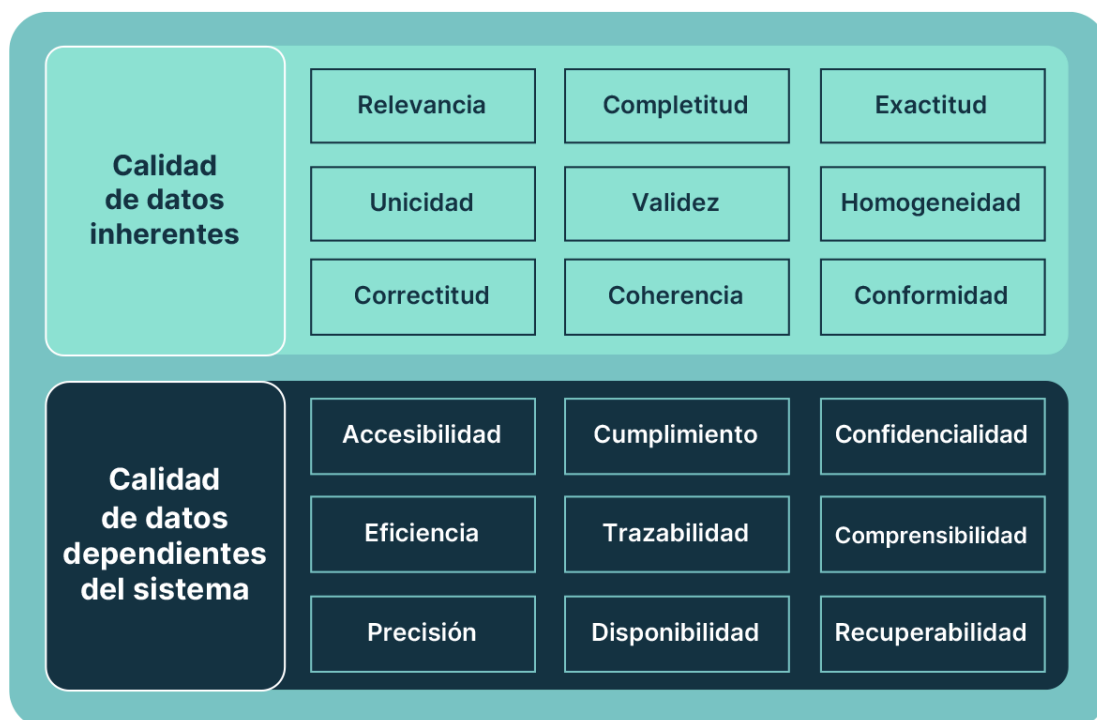 Calidad
de datos
inherentes
Relevancia
Completitud
Exactitud
Unicidad
Validez
Homogeneidad
Correctitud
Coherencia
Conformidad
Calidad
de datos
dependientes
del sistema
Accesibilidad
Cumplimiento
Confidencialidad
Eficiencia
Trazabilidad
Comprensibilidad
Precisión
Disponibilidad
Recuperabilidad